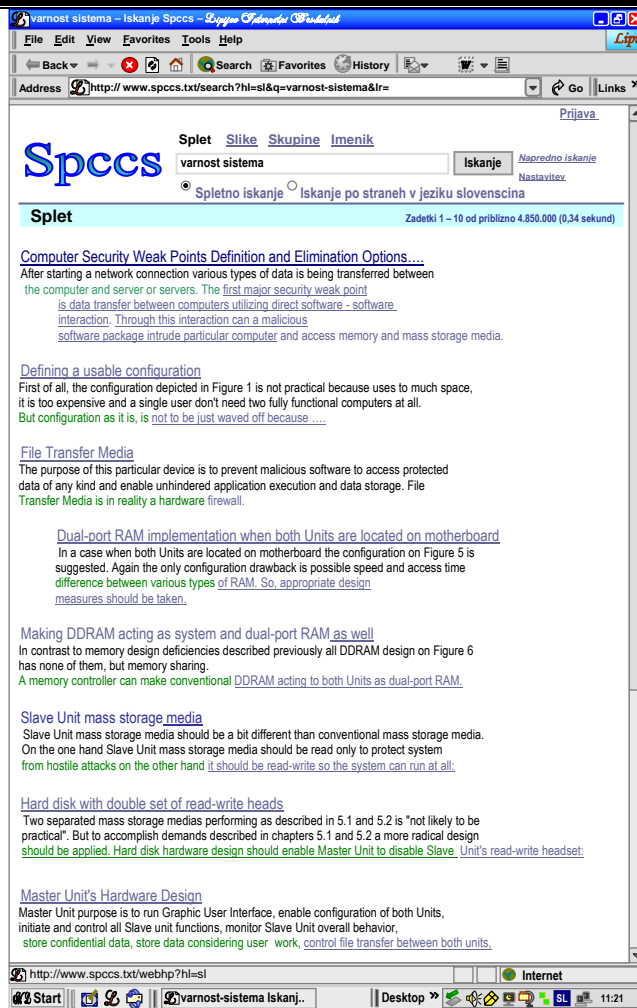 varnost sistema – Iskanje Spccs – Lipijev Internetni Brskalnik
File Edit View Favorites Tools Help
Back Search Favorites History
Address http:// www.spccs.txt/search?hl=sl&q=varnost-sistema&lr= Go Links
Prijava
Spccs
Splet Slike Skupine Imenik
varnost sistema Iskanje Napredno iskanje
Nastavitev
Spletno iskanje Iskanje po straneh v jeziku slovenscina
Splet Zadetki 1 – 10 od priblizno 4.850.000 (0,34 sekund)
Computer Security Weak Points Definition and Elimination Options….
After starting a network connection various types of data is being transferred between
the computer and server or servers. The first major security weak point
is data transfer between computers utilizing direct software - software
interaction. Through this interaction can a malicious
software package intrude particular computer and access memory and mass storage media.
Defining a usable configuration
First of all, the configuration depicted in Figure 1 is not practical because uses to much space,
it is too expensive and a single user don't need two fully functional computers at all.
But configuration as it is, is not to be just waved off because ….
File Transfer Media
The purpose of this particular device is to prevent malicious software to access protected
data of any kind and enable unhindered application execution and data storage. File
Transfer Media is in reality a hardware firewall.
Dual-port RAM implementation when both Units are located on motherboard
In a case when both Units are located on motherboard the configuration on Figure 5 is
suggested. Again the only configuration drawback is possible speed and access time
difference between various types of RAM. So, appropriate design
measures should be taken.
Making DDRAM acting as system and dual-port RAM as well
In contrast to memory design deficiencies described previously all DDRAM design on Figure 6
has none of them, but memory sharing.
A memory controller can make conventional DDRAM acting to both Units as dual-port RAM.
Slave Unit mass storage media
Slave Unit mass storage media should be a bit different than conventional mass storage media.
On the one hand Slave Unit mass storage media should be read only to protect system
from hostile attacks on the other hand it should be read-write so the system can run at all:
Hard disk with double set of read-write heads
Two separated mass storage medias performing as described in 5.1 and 5.2 is "not likely to be
practical". But to accomplish demands described in chapters 5.1 and 5.2 a more radical design
should be applied. Hard disk hardware design should enable Master Unit to disable Slave Unit's read-write headset:
Master Unit's Hardware Design
Master Unit purpose is to run Graphic User Interface, enable configuration of both Units,
initiate and control all Slave unit functions, monitor Slave Unit overall behavior,
store confidential data, store data considering user work, control file transfer between both units,
http://www.spccs.txt/webhp?hl=sl Internet
Start varnost-sistema Iskanj.. Desktop SL 11:21